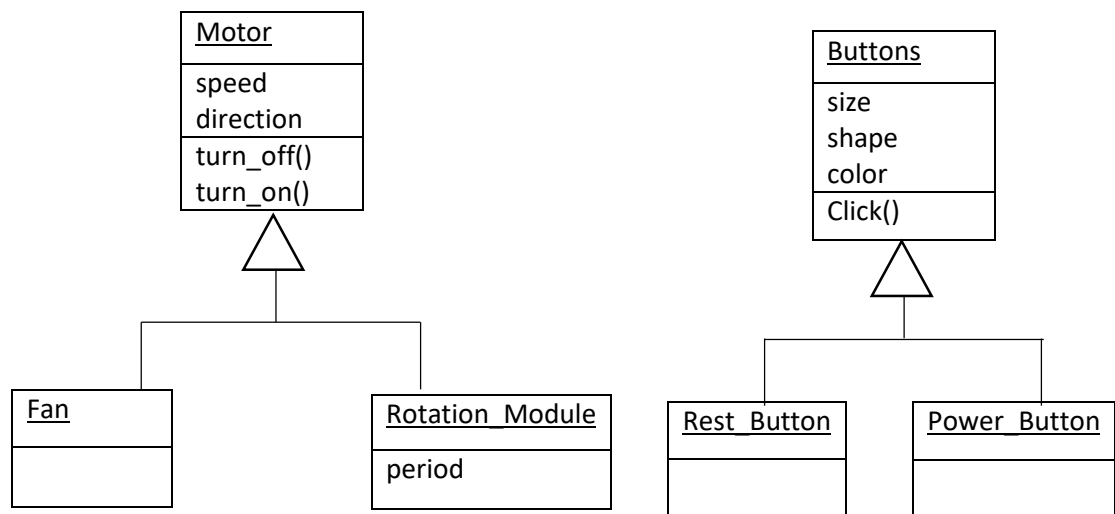 Motor
speed
direction
turn_off()
turn_on()
Buttons
size
shape
color
Click()
Fan
Rotation_Module
period
Rest_Button
Power_Button